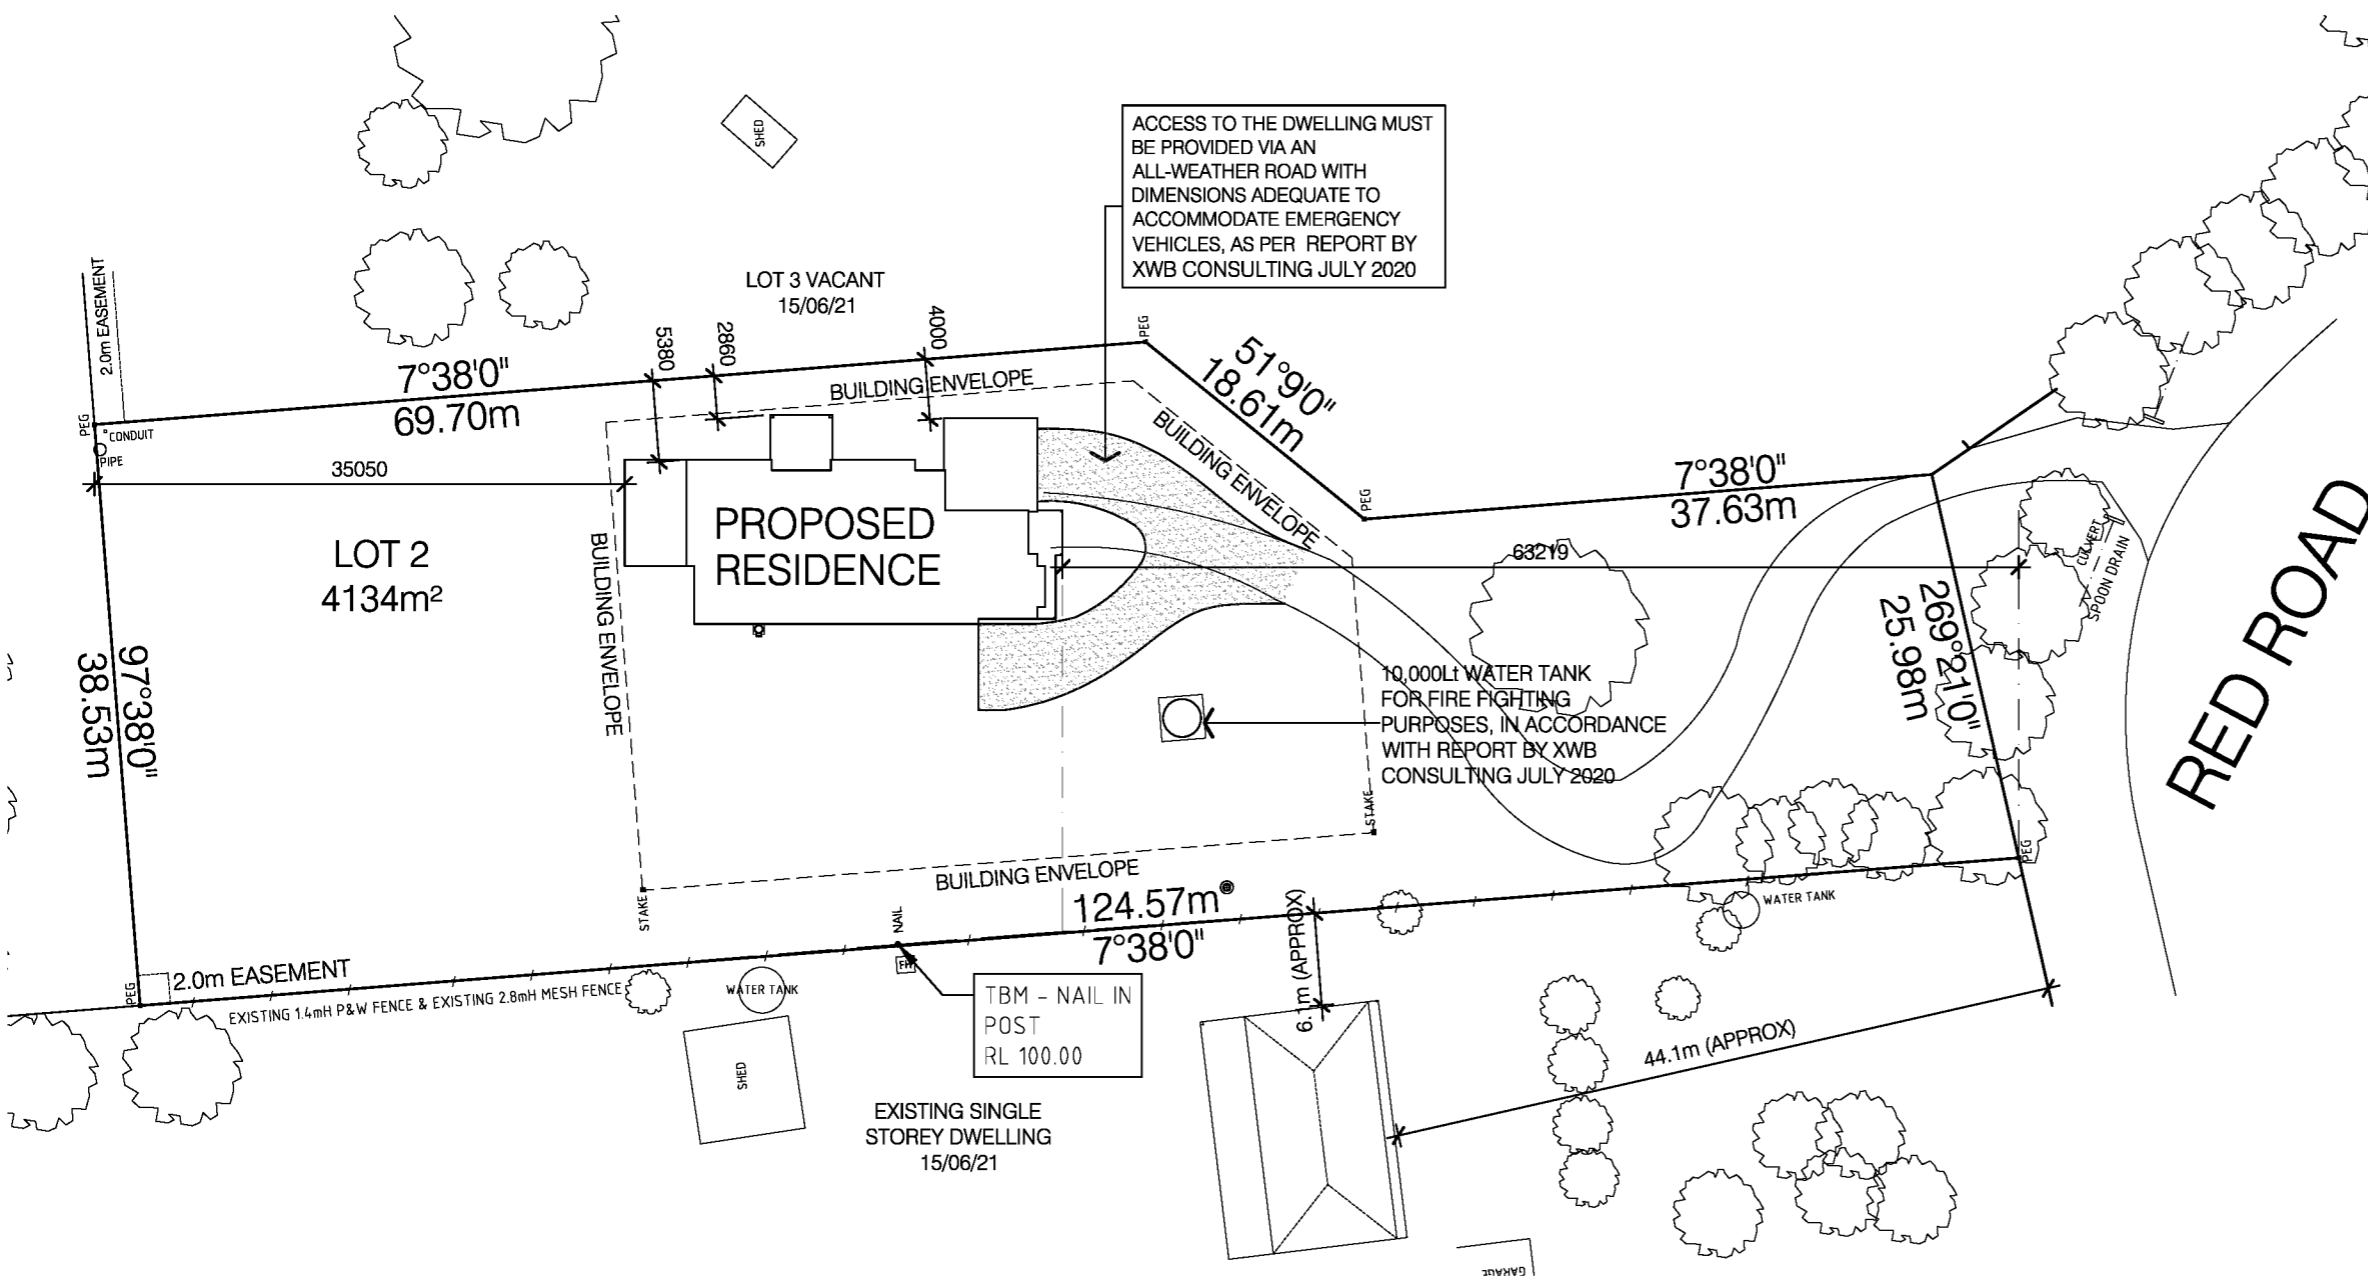 ACCESS TO THE DWELLING MUST
BE PROVIDED VIA AN
ALL-WEATHER ROAD WITH
DIMENSIONS ADEQUATE TO
ACCOMMODATE EMERGENCY
VEHICLES, AS PER REPORT BY
XWB CONSULTING JULY 2020
SHED
2.0m EASEMENT
LOT 3 VACANT
15/06/21
5380
2860
4000
PEG
7°38'0"
69.70m
BUILDING ENVELOPE
51°9'0"
18.61m
BUILDING ENVELOPE
PEG
CONDUIT
PIPE
35050
PEG
7°38'0"
37.63m
PROPOSED
RESIDENCE
LOT 2
4134m²
BUILDING ENVELOPE
63219
CULVERT
SPOON DRAIN
RED ROAD
269°21'0"
25.98m
97°38'0"
38.53m
10,000Lt WATER TANK
FOR FIRE FIGHTING
PURPOSES, IN ACCORDANCE
WITH REPORT BY XWB
CONSULTING JULY 2020
STAKE
PEG
BUILDING ENVELOPE
STAKE
NAIL
124.57m
7°38'0"
6.1m (APPROX)
WATER TANK
FH
PEG
2.0m EASEMENT
EXISTING 1.4mH P&W FENCE & EXISTING 2.8mH MESH FENCE
WATER TANK
TBM - NAIL IN
POST
RL 100.00
SHED
44.1m (APPROX)
EXISTING SINGLE
STOREY DWELLING
15/06/21
GARAGE